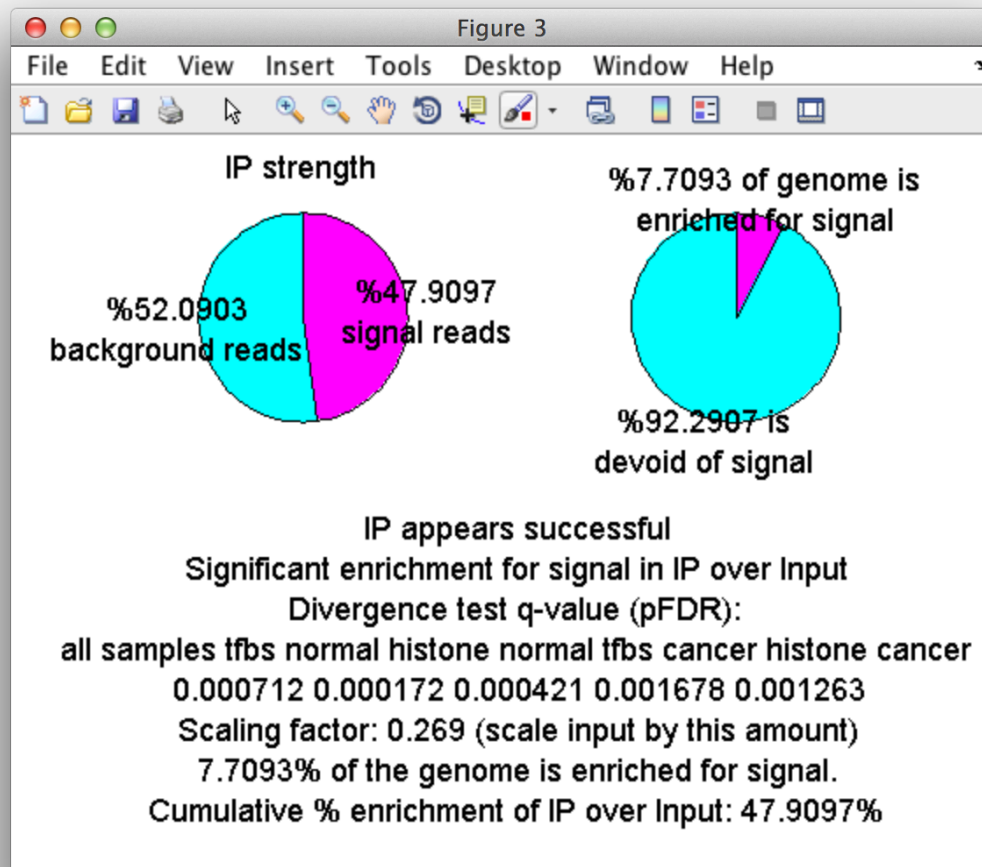 Figure 3
File Edit View Insert Tools Desktop Window Help
IP strength
%52.0903
background reads
%47.9097
signal reads
%7.7093 of genome is
enriched for signal
%92.2907 is
devoid of signal
IP appears successful
Significant enrichment for signal in IP over Input
Divergence test q-value (pFDR):
all samples tfbs normal histone normal tfbs cancer histone cancer
0.000712 0.000172 0.000421 0.001678 0.001263
Scaling factor: 0.269 (scale input by this amount)
7.7093% of the genome is enriched for signal.
Cumulative % enrichment of IP over Input: 47.9097%